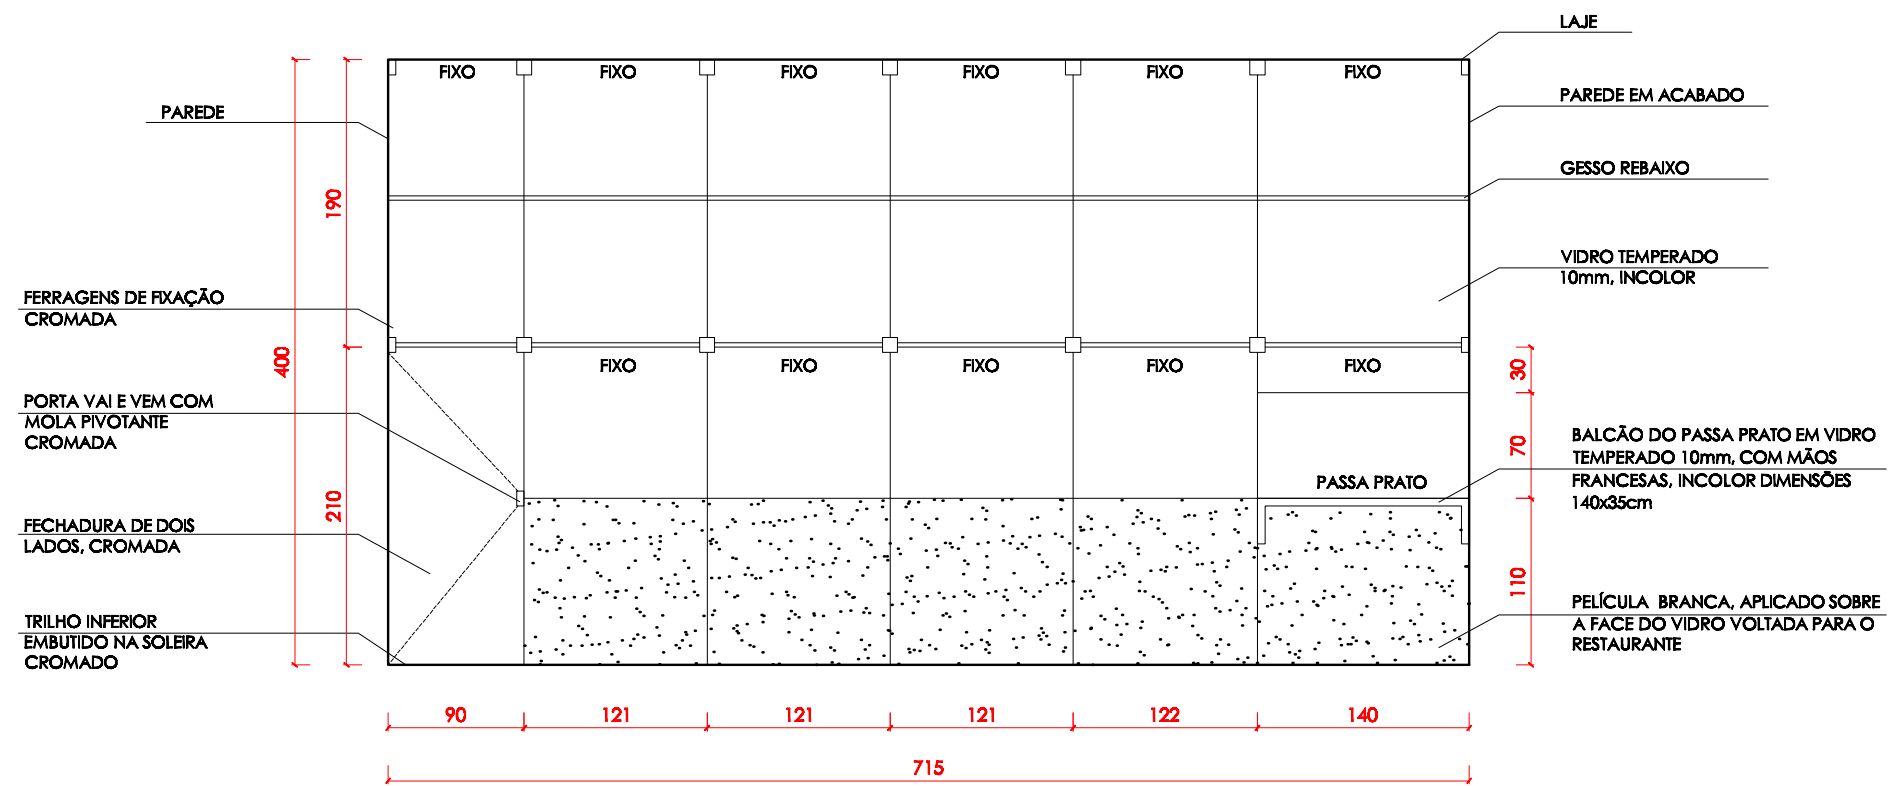 LAJE
FIXO FIXO FIXO FIXO FIXO FIXO
PAREDE EM ACABADO
PAREDE
GESSO REBAIXO
190
VIDRO TEMPERADO
10mm, INCOLOR
FERRAGENS DE FIXAÇÃO
CROMADA
400
FIXO FIXO FIXO FIXO FIXO
30
PORTA VAI E VEM COM
MOLA PIVOTANTE
CROMADA
70
BALCÃO DO PASSA PRATO EM VIDRO
TEMPERADO 10mm, COM MÃOS
FRANCESAS, INCOLOR DIMENSÕES
140x35cm
PASSA PRATO
210
FECHADURA DE DOIS
LADOS, CROMADA
110
PELÍCULA BRANCA, APLICADO SOBRE
A FACE DO VIDRO VOLTADA PARA O
RESTAURANTE
TRILHO INFERIOR
EMBUTIDO NA SOLEIRA
CROMADO
90 121 121 121 122 140
715